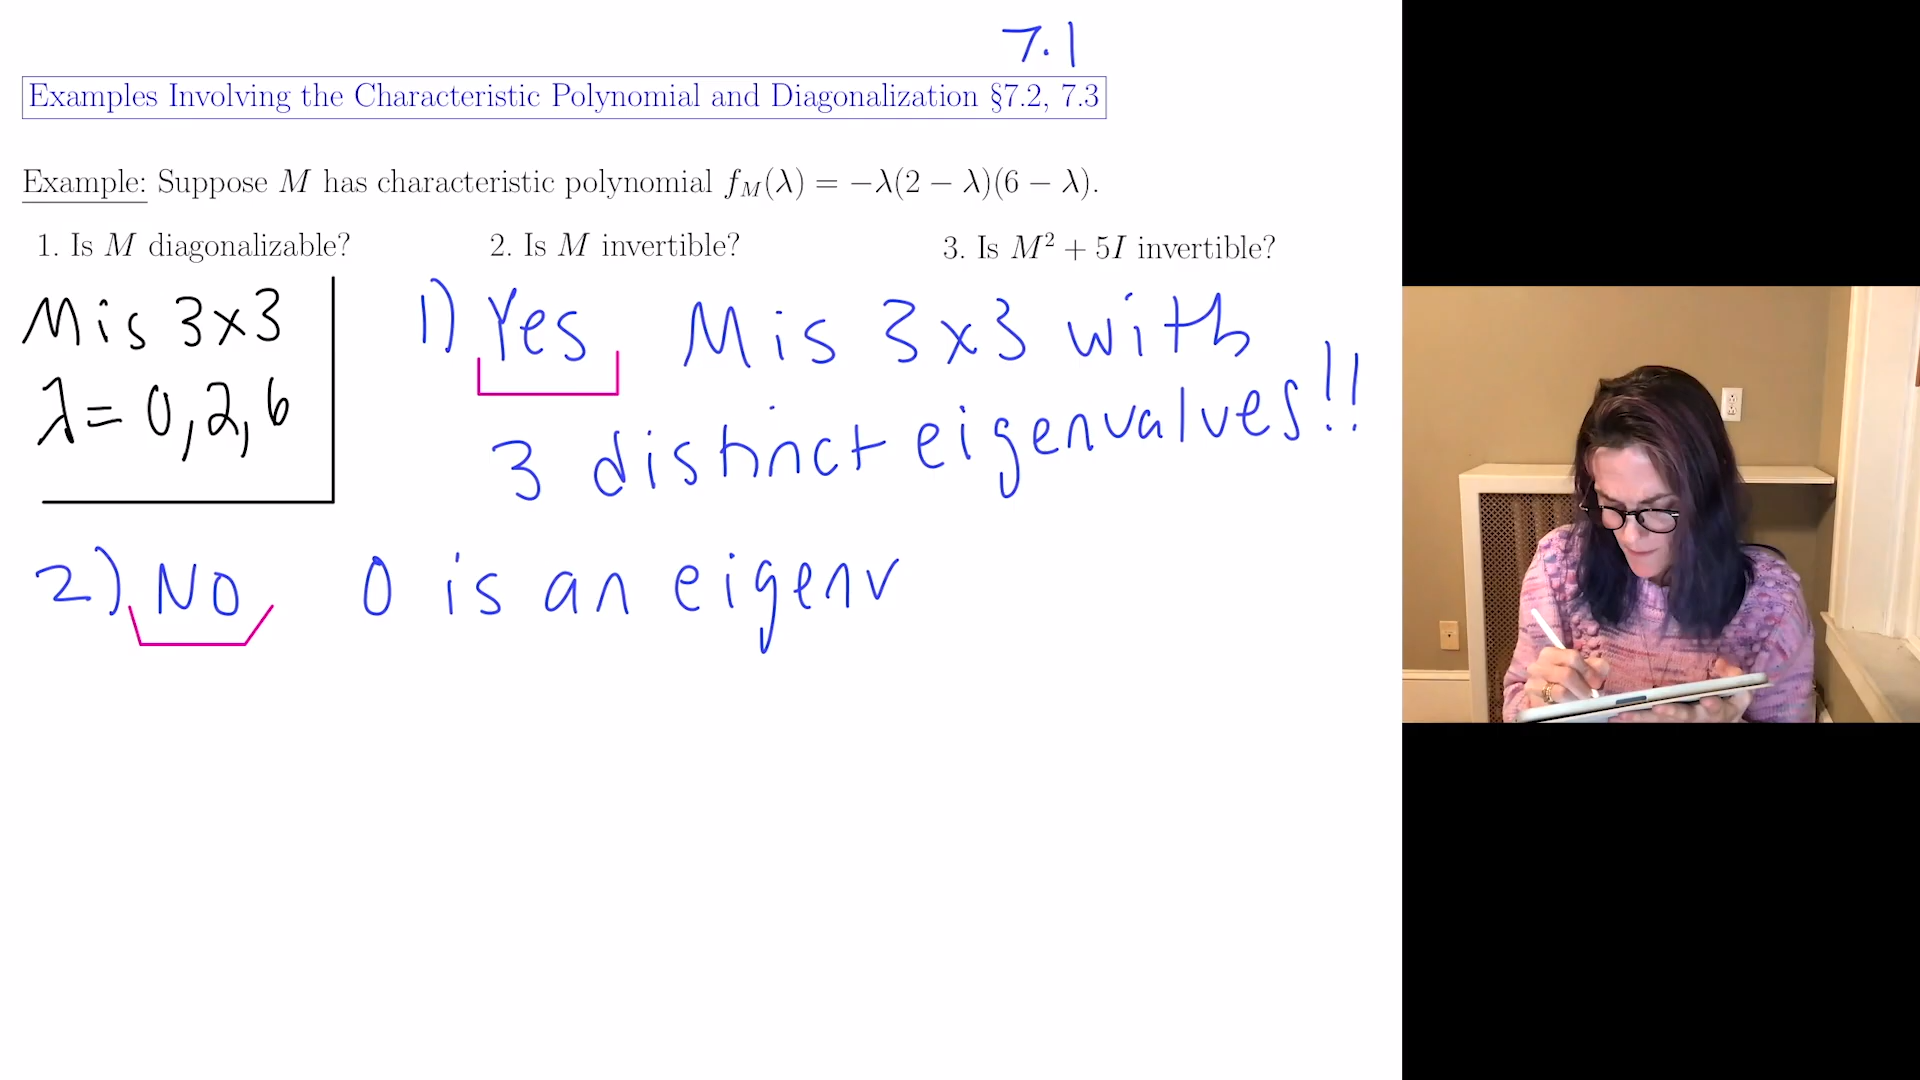 7.1
Examples Involving the Characteristic Polynomial and Diagonalization §7.2, 7.3
Example: Suppose M has characteristic polynomial f_M(λ) = −λ(2 − λ)(6 − λ).
1. Is M diagonalizable? 2. Is M invertible? 3. Is M² + 5I invertible?
M is 3x3
λ = 0, 2, 6
1) Yes M is 3x3 with
3 distinct eigenvalues!!
2) NO 0 is an eigenv